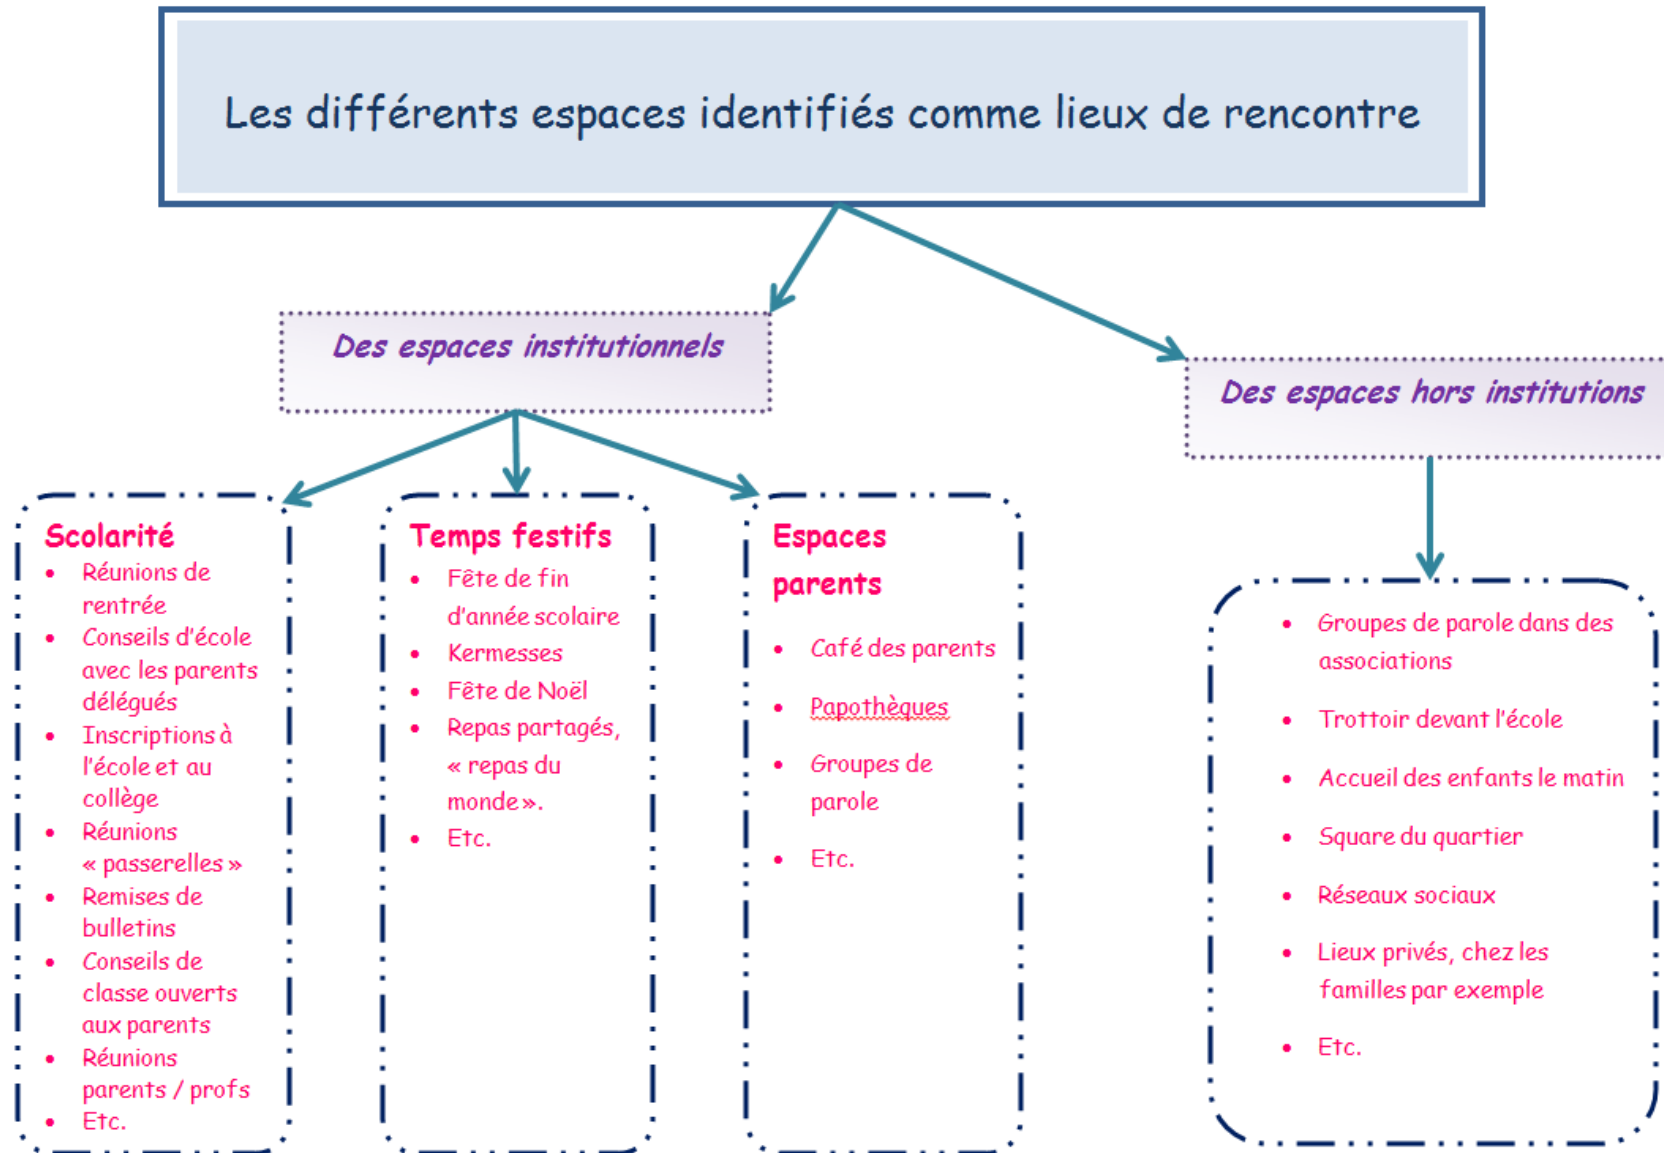 Les différents espaces identifiés comme lieux de rencontre
Des espaces institutionnels
Des espaces hors institutions
Scolarité
• Réunions de
rentrée
• Conseils d'école
avec les parents
délégués
• Inscriptions à
l'école et au
collège
• Réunions
« passerelles »
• Remises de
bulletins
• Conseils de
classe ouverts
aux parents
• Réunions
parents / profs
• Etc.
Temps festifs
• Fête de fin
d'année scolaire
• Kermesses
• Fête de Noël
• Repas partagés,
« repas du
monde ».
• Etc.
Espaces
parents
• Café des parents
• Papothèques
• Groupes de
parole
• Etc.
• Groupes de parole dans des
associations
• Trottoir devant l'école
• Accueil des enfants le matin
• Square du quartier
• Réseaux sociaux
• Lieux privés, chez les
familles par exemple
• Etc.